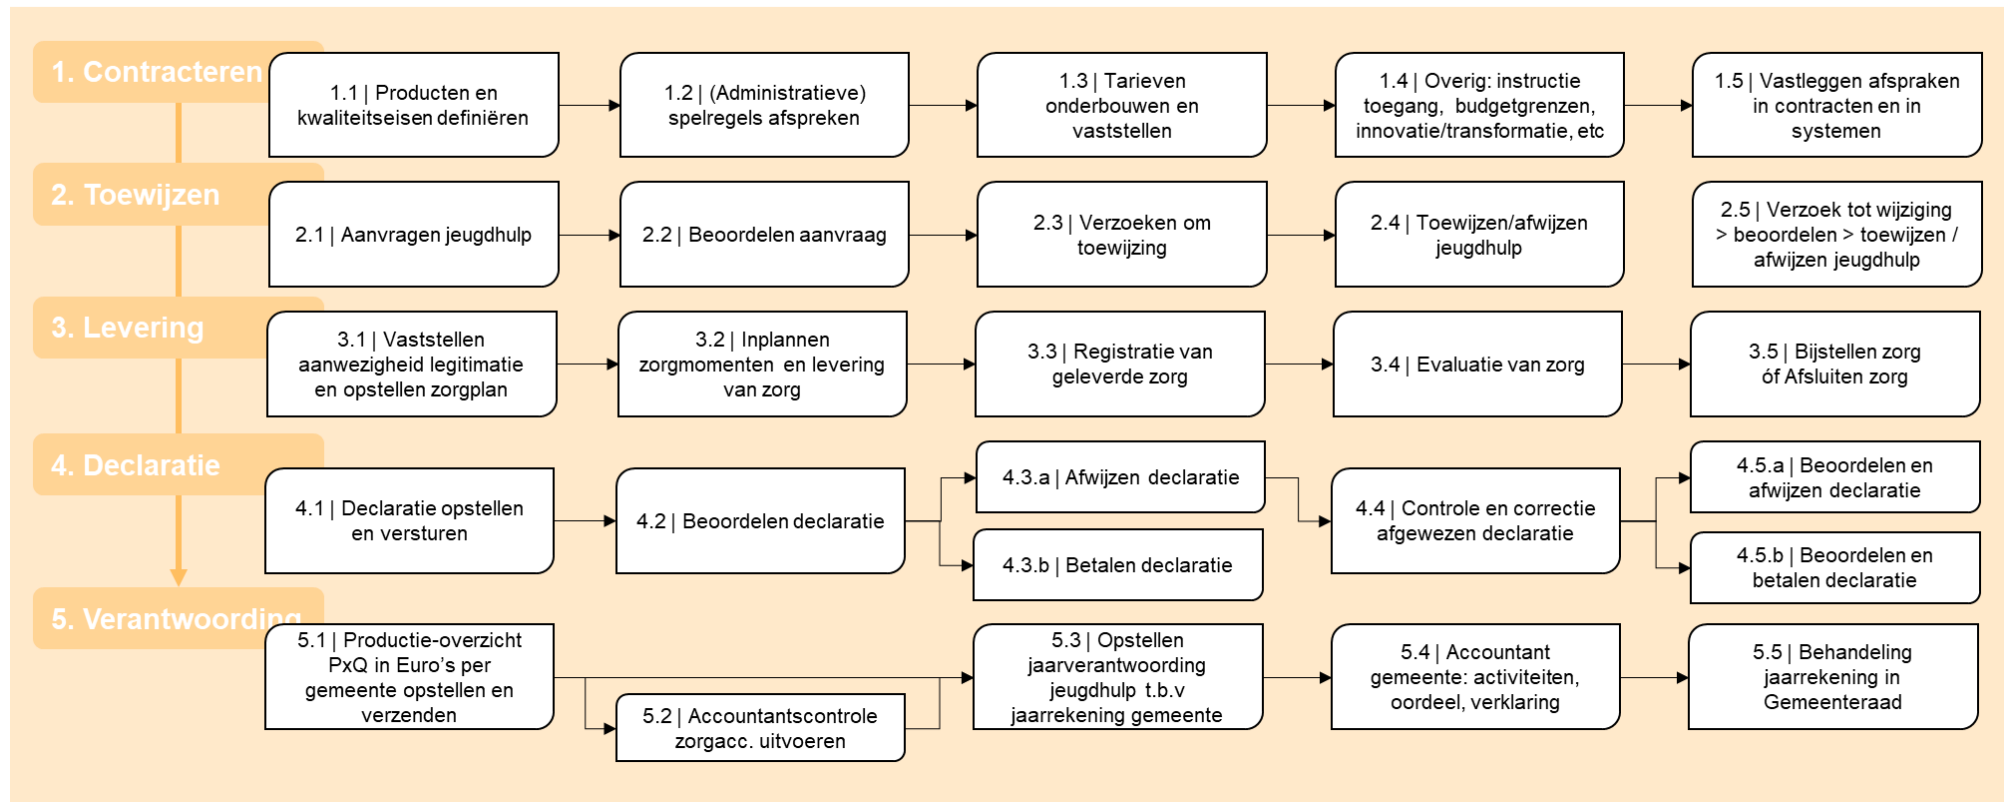 1. Contracteren
1.1 | Producten en
kwaliteitseisen definiëren
1.2 | (Administratieve)
spelregels afspreken
1.3 | Tarieven
onderbouwen en
vaststellen
1.4 | Overig: instructie
toegang, budgetgrenzen,
innovatie/transformatie, etc
1.5 | Vastleggen afspraken
in contracten en in
systemen
2. Toewijzen
2.1 | Aanvragen jeugdhulp
2.2 | Beoordelen aanvraag
2.3 | Verzoeken om
toewijzing
2.4 | Toewijzen/afwijzen
jeugdhulp
2.5 | Verzoek tot wijziging
> beoordelen > toewijzen /
afwijzen jeugdhulp
3. Levering
3.1 | Vaststellen
aanwezigheid legitimatie
en opstellen zorgplan
3.2 | Inplannen
zorgmomenten en levering
van zorg
3.3 | Registratie van
geleverde zorg
3.4 | Evaluatie van zorg
3.5 | Bijstellen zorg
óf Afsluiten zorg
4. Declaratie
4.1 | Declaratie opstellen
en versturen
4.2 | Beoordelen declaratie
4.3.a | Afwijzen declaratie
4.3.b | Betalen declaratie
4.4 | Controle en correctie
afgewezen declaratie
4.5.a | Beoordelen en
afwijzen declaratie
4.5.b | Beoordelen en
betalen declaratie
5. Verantwoording
5.1 | Productie-overzicht
PxQ in Euro's per
gemeente opstellen en
verzenden
5.2 | Accountantscontrole
zorgacc. uitvoeren
5.3 | Opstellen
jaarverantwoording
jeugdhulp t.b.v
jaarrekening gemeente
5.4 | Accountant
gemeente: activiteiten,
oordeel, verklaring
5.5 | Behandeling
jaarrekening in
Gemeenteraad